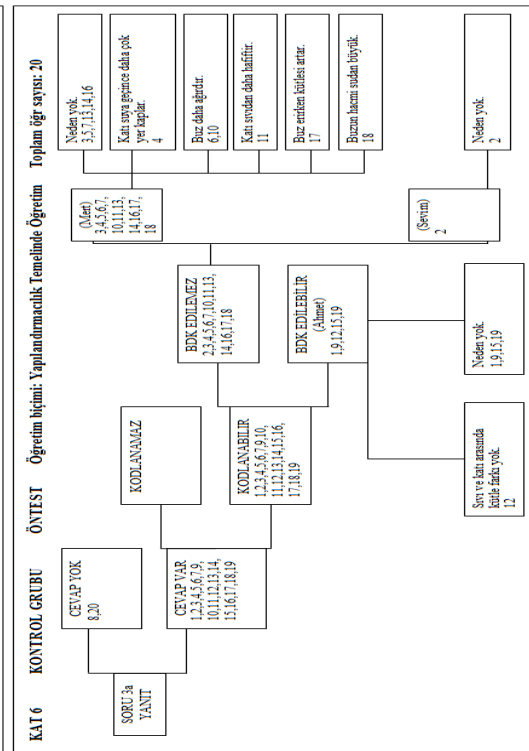 KAT 6 KONTROL GRUBU ÖNTEST Öğretim biçimi: Yapılandırmacılık Temelinde Öğretim Toplam öğr sayısı: 20
SORU 3a
YANIT
CEVAP YOK
8,20
CEVAP VAR
1,2,3,4,5,6,7,9,
10,11,12,13,14,
15,16,17,18,19
KODLANAMAZ
KODLANABILIR
1,2,3,4,5,6,7,9,10,
11,12,13,14,15,16,
17,18,19
BDK EDILEMEZ
2,3,4,5,6,7,10,11,13,
14,16,17,18
BDK EDİLEBİLİR
(Ahmet)
1,9,12,15,19
(Mert)
3,4,5,6,7,
10,11,13,
14,16,17,
18
(Sevim)
2
Neden yok.
3,5,7,13,14,16
Katı suya geçince daha çok
yer kaplar.
4
Buz daha ağırdır.
6,10
Katı sıvıdan daha hafiftir.
11
Buz erirken kütlesi artar.
17
Buzun hacmi sudan büyük.
18
Neden yok.
2
Sıvı ve katı arasında
kütle farkı yok.
12
Neden yok.
1,9,15,19